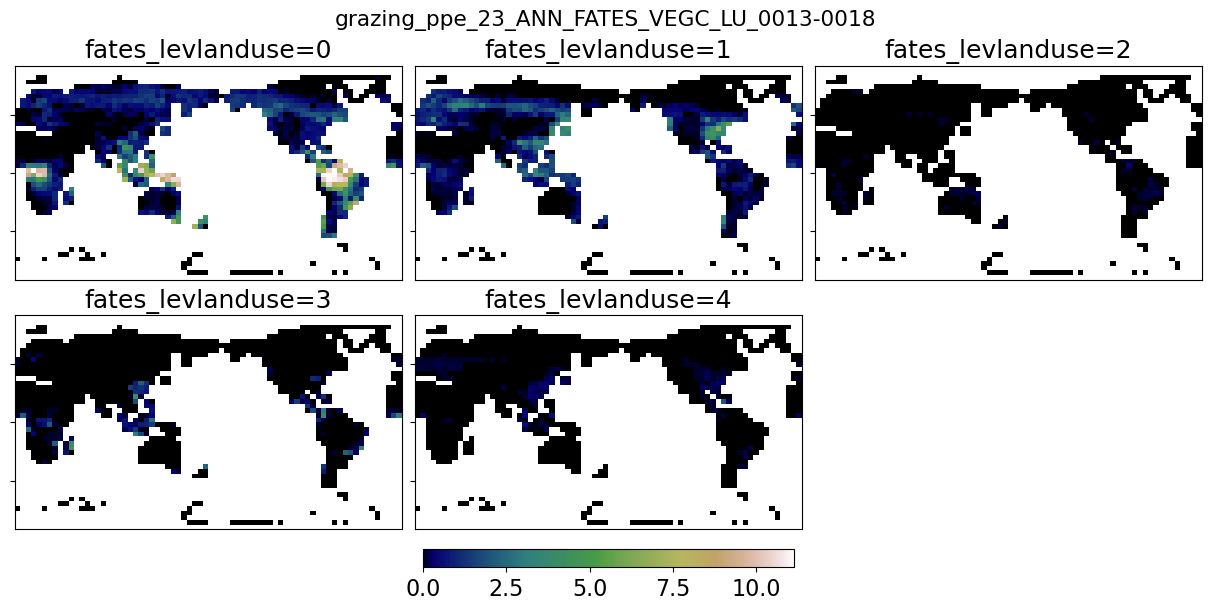 grazing_ppe_23_ANN_FATES_VEGC_LU_0013-0018
fates_levlanduse=0
fates_levlanduse=1
fates_levlanduse=2
fates_levlanduse=3
fates_levlanduse=4
0.0 2.5 5.0 7.5 10.0